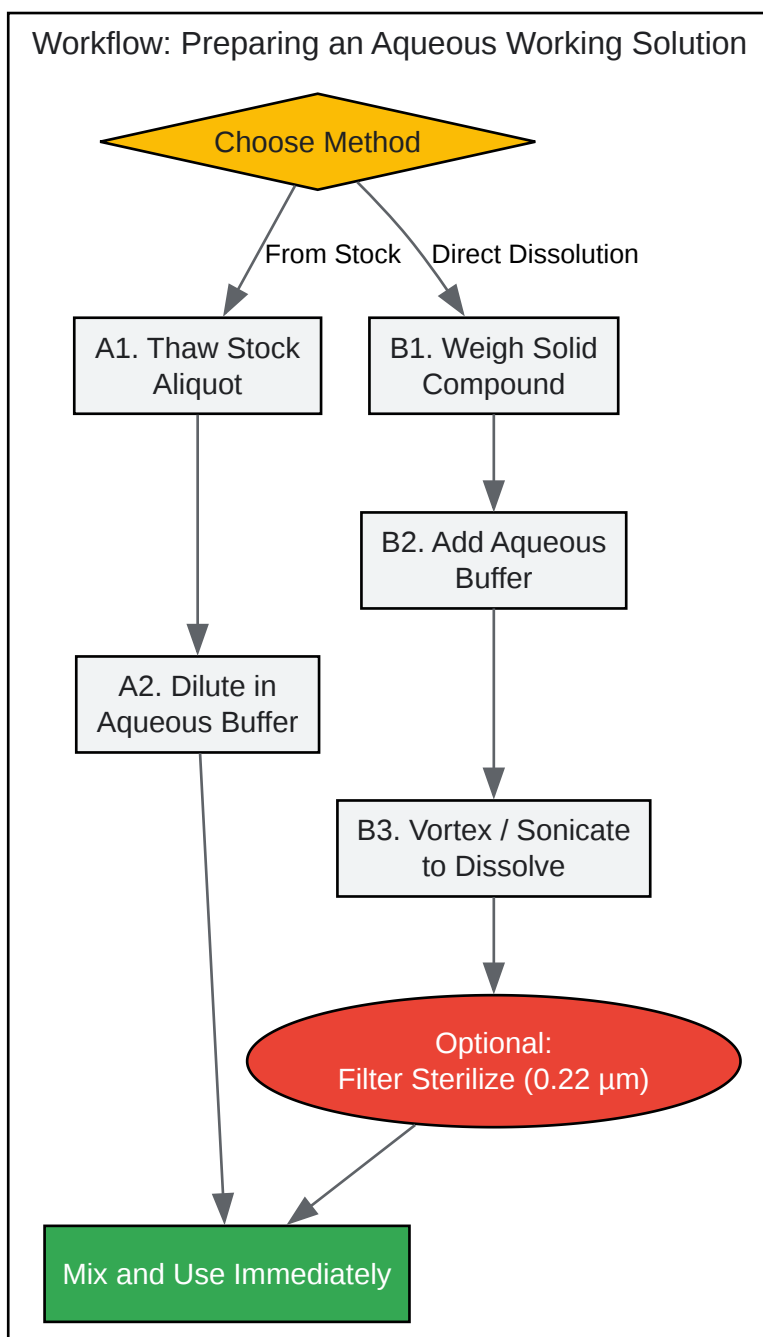 Workflow: Preparing an Aqueous Working Solution
Choose Method
From Stock
Direct Dissolution
A1. Thaw Stock
Aliquot
B1. Weigh Solid
Compound
B2. Add Aqueous
Buffer
A2. Dilute in
Aqueous Buffer
B3. Vortex / Sonicate
to Dissolve
Optional:
Filter Sterilize (0.22 µm)
Mix and Use Immediately